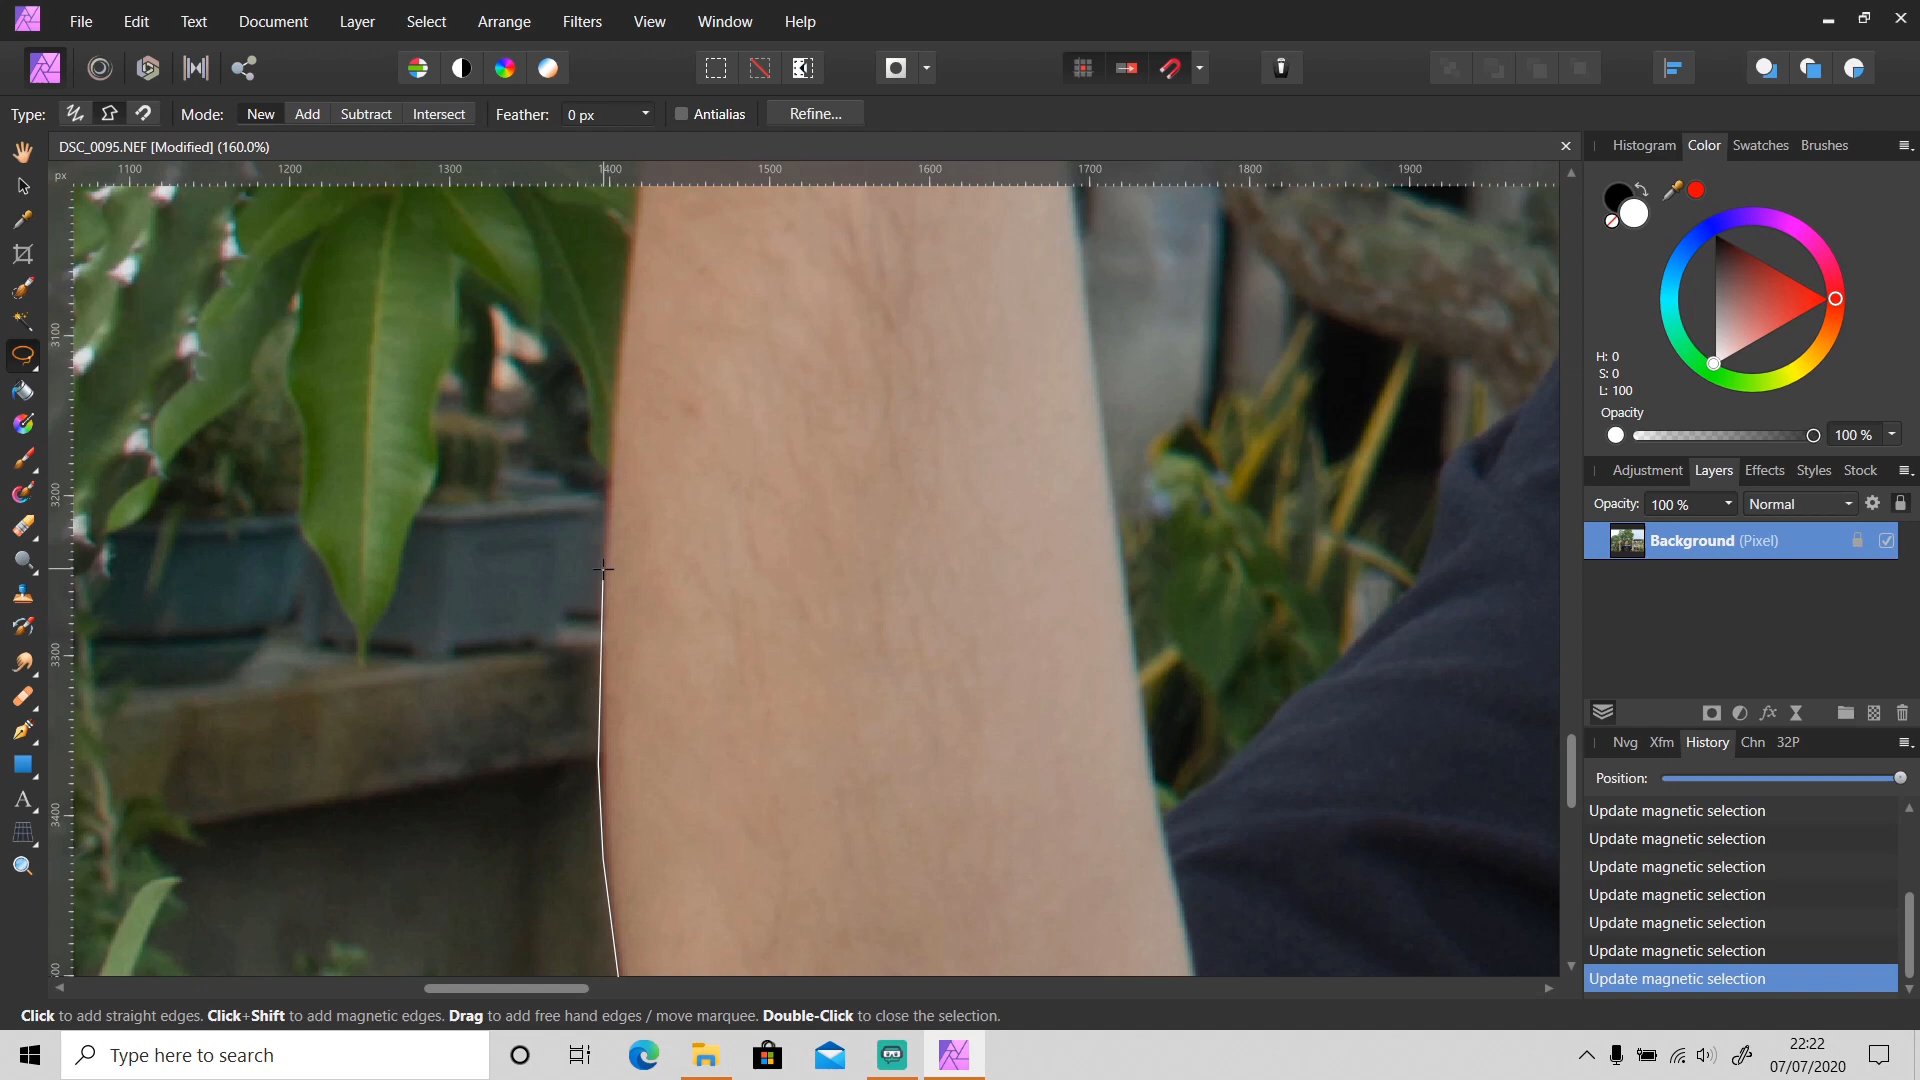 File Edit Text Document Layer Select Arrange Filters View Window Help
Type: Mode: New Add Subtract Intersect Feather: 0 px Antialias Refine...
DSC_0095.NEF [Modified] (160.0%)
px 1100 1200 1300 1400 1500 1600 1700 1800 1900
3100
3200
3300
3400
Histogram Color Swatches Brushes
H: 0
S: 0
L: 100
Opacity
100 %
Adjustment Layers Effects Styles Stock
Opacity: 100 % Normal
Background (Pixel)
Nvg Xfm History Chn 32P
Position:
Update magnetic selection
Update magnetic selection
Update magnetic selection
Update magnetic selection
Update magnetic selection
Update magnetic selection
Update magnetic selection
Click to add straight edges. Click+Shift to add magnetic edges. Drag to add free hand edges / move marquee. Double-Click to close the selection.
Type here to search
22:22
07/07/2020